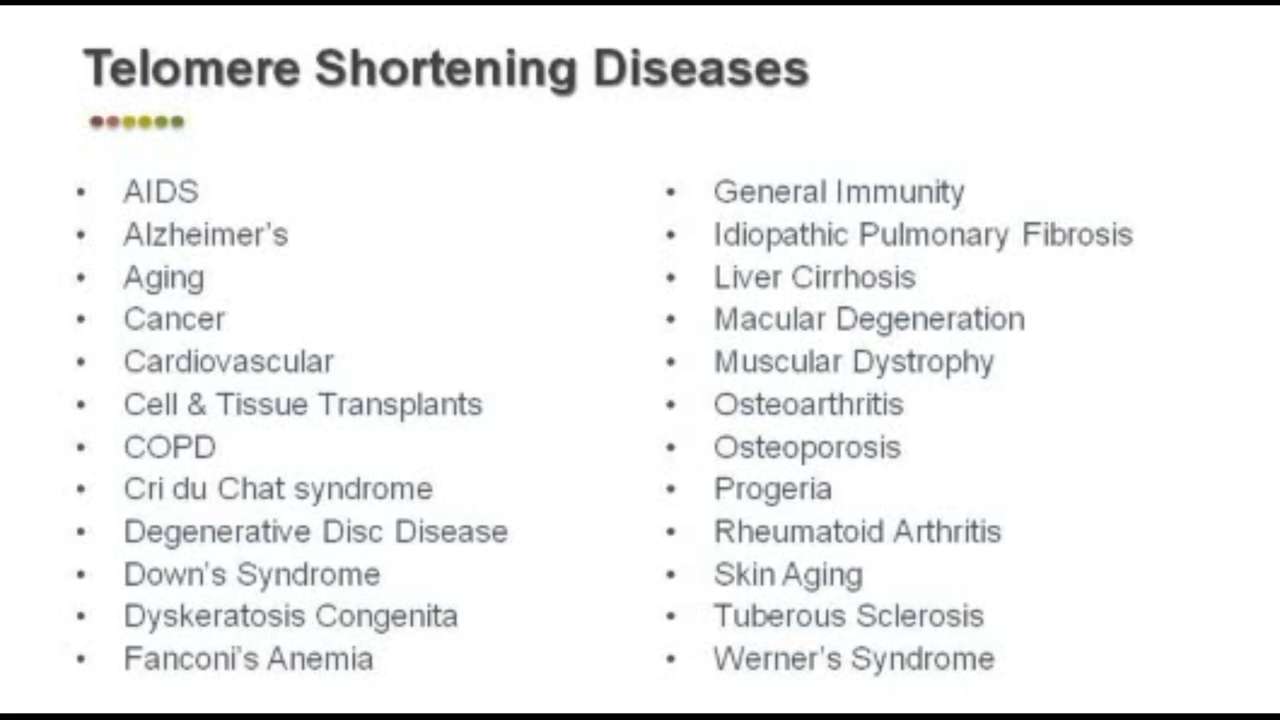 Telomere Shortening Diseases
• AIDS
• Alzheimer's
• Aging
• Cancer
• Cardiovascular
• Cell & Tissue Transplants
• COPD
• Cri du Chat syndrome
• Degenerative Disc Disease
• Down's Syndrome
• Dyskeratosis Congenita
• Fanconi's Anemia
• General Immunity
• Idiopathic Pulmonary Fibrosis
• Liver Cirrhosis
• Macular Degeneration
• Muscular Dystrophy
• Osteoarthritis
• Osteoporosis
• Progeria
• Rheumatoid Arthritis
• Skin Aging
• Tuberous Sclerosis
• Werner's Syndrome